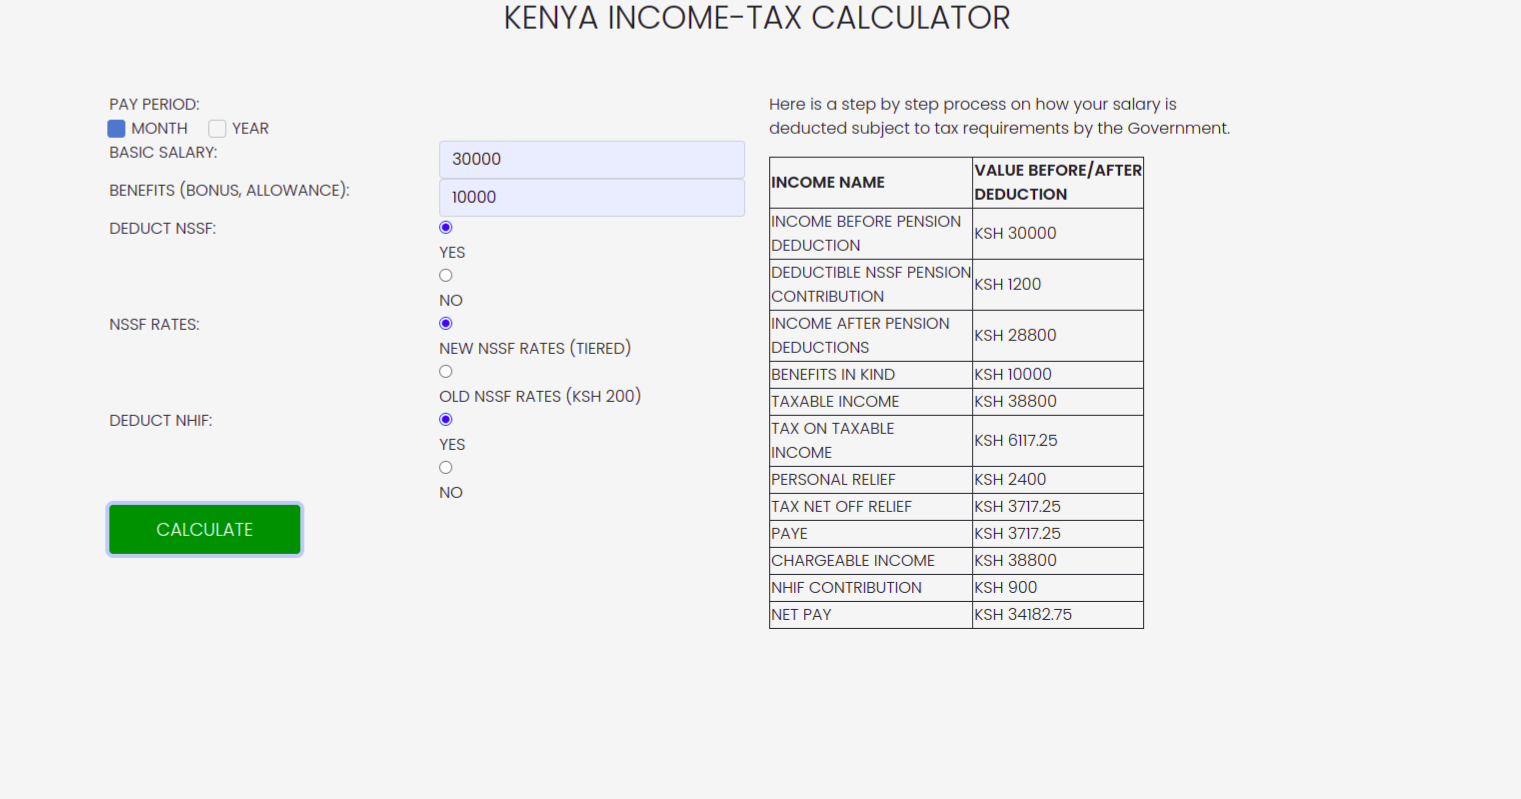 KENYA INCOME-TAX CALCULATOR
PAY PERIOD:
MONTH YEAR
BASIC SALARY:
30000
BENEFITS (BONUS, ALLOWANCE):
10000
DEDUCT NSSF:
YES
NO
NSSF RATES:
NEW NSSF RATES (TIERED)
OLD NSSF RATES (KSH 200)
DEDUCT NHIF:
YES
NO
CALCULATE
Here is a step by step process on how your salary is
deducted subject to tax requirements by the Government.
INCOME NAME
VALUE BEFORE/AFTER
DEDUCTION
INCOME BEFORE PENSION
DEDUCTION
KSH 30000
DEDUCTIBLE NSSF PENSION
CONTRIBUTION
KSH 1200
INCOME AFTER PENSION
DEDUCTIONS
KSH 28800
BENEFITS IN KIND KSH 10000
TAXABLE INCOME KSH 38800
TAX ON TAXABLE
INCOME
KSH 6117.25
PERSONAL RELIEF KSH 2400
TAX NET OFF RELIEF KSH 3717.25
PAYE KSH 3717.25
CHARGEABLE INCOME KSH 38800
NHIF CONTRIBUTION KSH 900
NET PAY KSH 34182.75